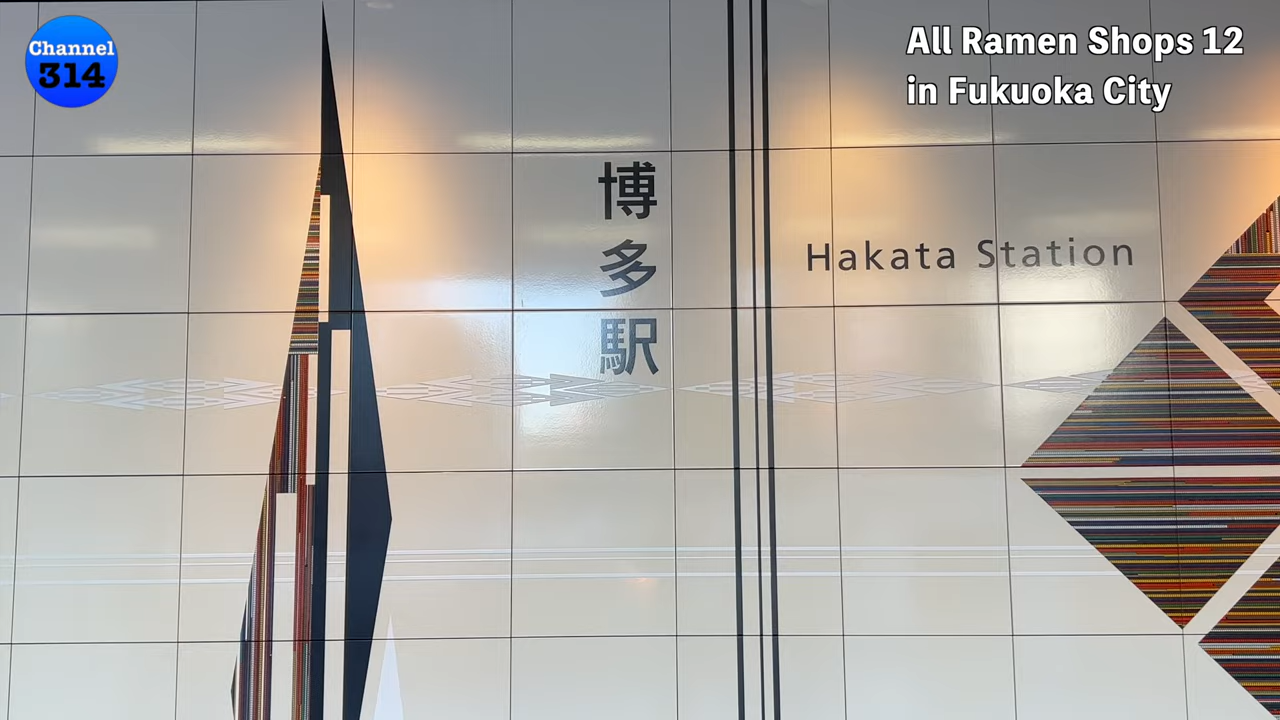 Channel
314
All Ramen Shops 12
in Fukuoka City
博多駅
Hakata Station